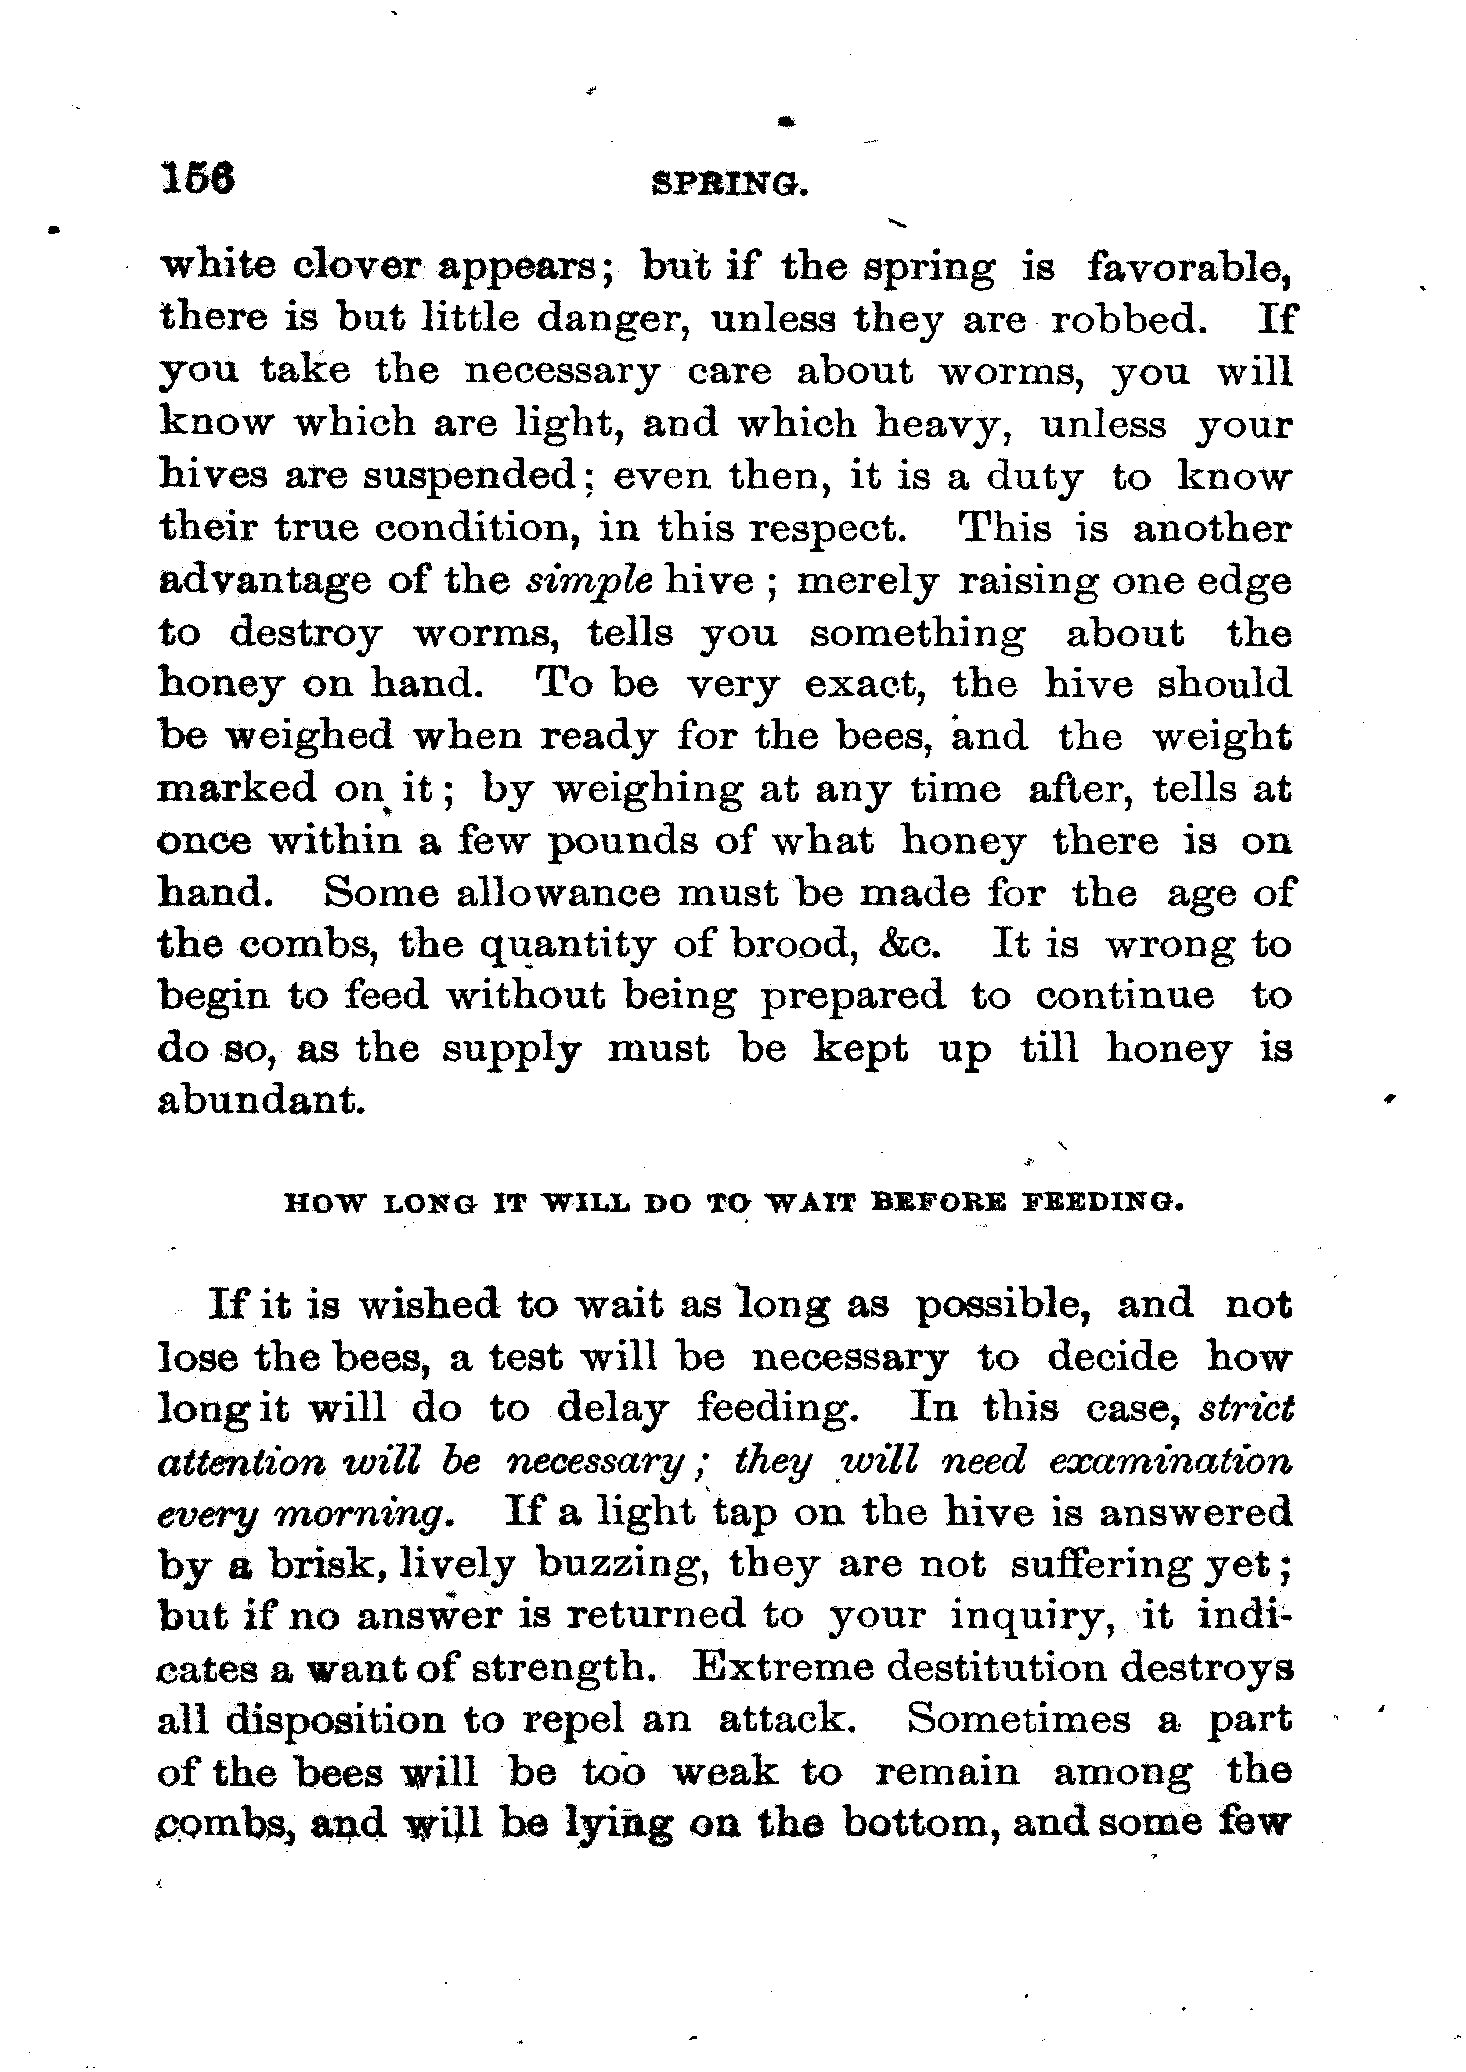 156 SPRING.
white clover appears; but if the spring is favorable,
there is but little danger, unless they are robbed. If
you take the necessary care about worms, you will
know which are light, and which heavy, unless your
hives are suspended; even then, it is a duty to know
their true condition, in this respect. This is another
advantage of the simple hive ; merely raising one edge
to destroy worms, tells you something about the
honey on hand. To be very exact, the hive should
be weighed when ready for the bees, and the weight
marked on it ; by weighing at any time after, tells at
once within a few pounds of what honey there is on
hand. Some allowance must be made for the age of
the combs, the quantity of brood, &c. It is wrong to
begin to feed without being prepared to continue to
do so, as the supply must be kept up till honey is
abundant.
HOW LONG IT WILL DO TO WAIT BEFORE FEEDING.
If it is wished to wait as long as possible, and not
lose the bees, a test will be necessary to decide how
long it will do to delay feeding. In this case, strict
attention will be necessary ; they will need examination
every morning. If a light tap on the hive is answered
by a brisk, lively buzzing, they are not suffering yet ;
but if no answer is returned to your inquiry, it indi-
cates a want of strength. Extreme destitution destroys
all disposition to repel an attack. Sometimes a part
of the bees will be too weak to remain among the
combs, and will be lying on the bottom, and some few